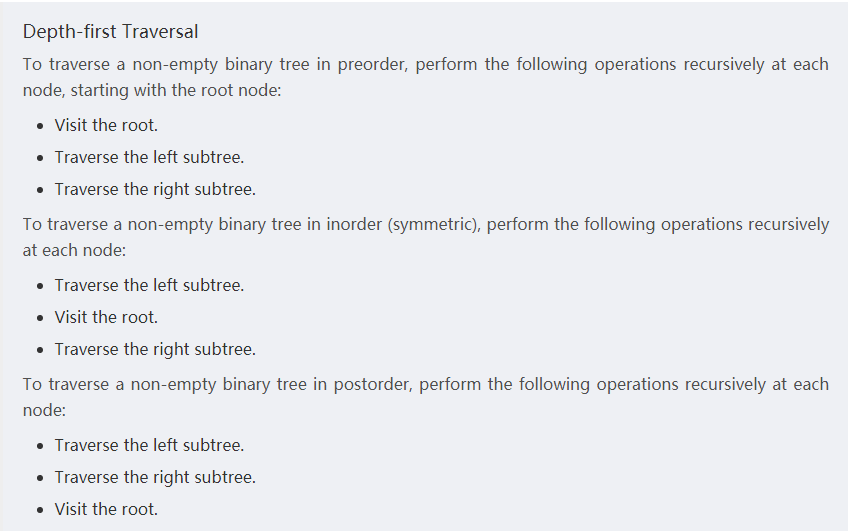 Depth-first Traversal
To traverse a non-empty binary tree in preorder, perform the following operations recursively at each
node, starting with the root node:
• Visit the root.
• Traverse the left subtree.
• Traverse the right subtree.
To traverse a non-empty binary tree in inorder (symmetric), perform the following operations recursively
at each node:
• Traverse the left subtree.
• Visit the root.
• Traverse the right subtree.
To traverse a non-empty binary tree in postorder, perform the following operations recursively at each
node:
• Traverse the left subtree.
• Traverse the right subtree.
• Visit the root.